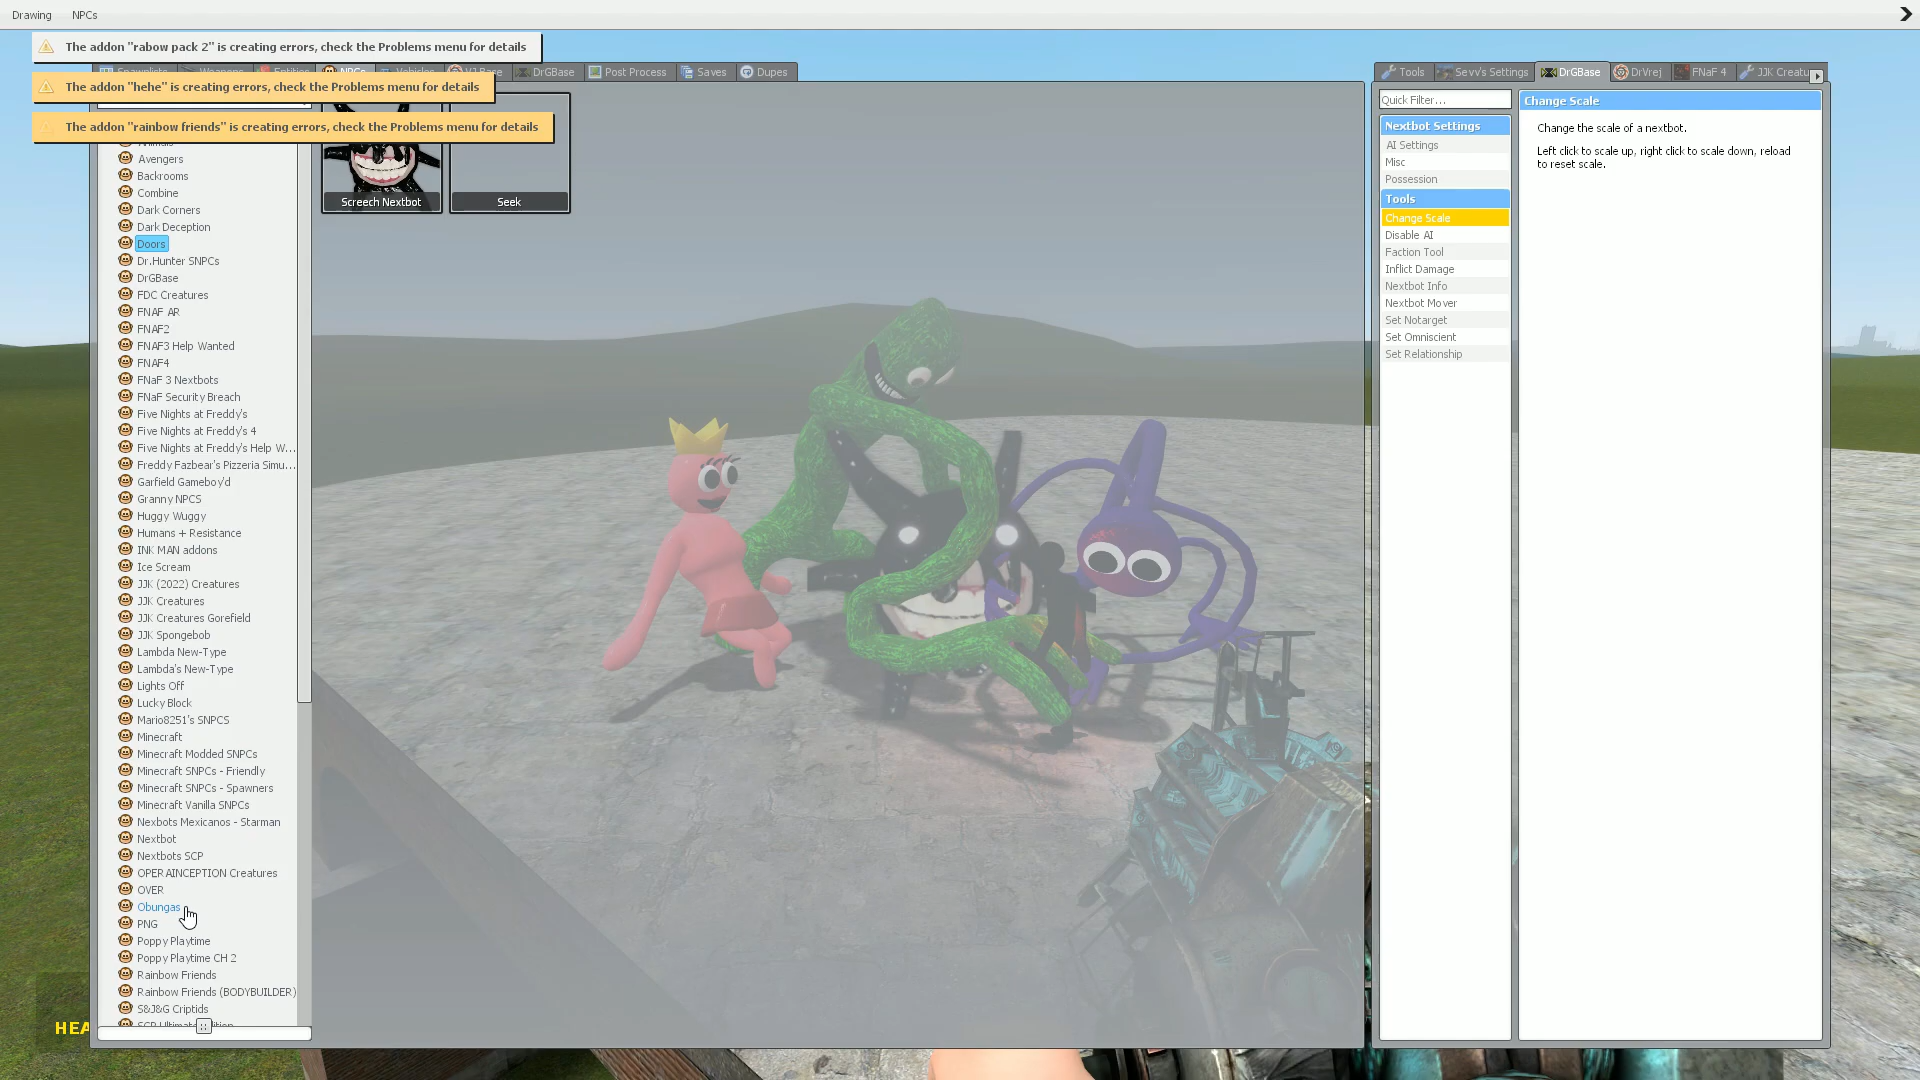 Drawing NPCs
The addon "rabow pack 2" is creating errors, check the Problems menu for details
The addon "hehe" is creating errors, check the Problems menu for details
The addon "rainbow friends" is creating errors, check the Problems menu for details
DrGBase Post Process Saves Dupes
Tools Sevv's Settings DrGBase DrVrej FNaF 4 JJK Creatu
Avengers
Backrooms
Combine
Dark Corners
Dark Deception
Doors
Dr.Hunter SNPCs
DrGBase
FDC Creatures
FNAF AR
FNAF2
FNAF3 Help Wanted
FNAF4
FNaF 3 Nextbots
FNaF Security Breach
Five Nights at Freddy's
Five Nights at Freddy's 4
Five Nights at Freddy's Help W...
Freddy Fazbear's Pizzeria Simu...
Garfield Gameboy'd
Granny NPCS
Huggy Wuggy
Humans + Resistance
INK MAN addons
Ice Scream
JJK (2022) Creatures
JJK Creatures
JJK Creatures Gorefield
JJK Spongebob
Lambda New-Type
Lambda's New-Type
Lights Off
Lucky Block
Mario8251's SNPCS
Minecraft
Minecraft Modded SNPCs
Minecraft SNPCs - Friendly
Minecraft SNPCs - Spawners
Minecraft Vanilla SNPCs
Nexbots Mexicanos - Starman
Nextbot
Nextbots SCP
OPERAINCEPTION Creatures
OVER
Obungas
PNG
Poppy Playtime
Poppy Playtime CH 2
Rainbow Friends
Rainbow Friends (BODYBUILDER)
S&J&G Criptids
HEA
Screech Nextbot
Seek
Quick Filter...
Nextbot Settings
AI Settings
Misc
Possession
Tools
Change Scale
Disable AI
Faction Tool
Inflict Damage
Nextbot Info
Nextbot Mover
Set Notarget
Set Omniscient
Set Relationship
Change Scale
Change the scale of a nextbot.
Left click to scale up, right click to scale down, reload
to reset scale.